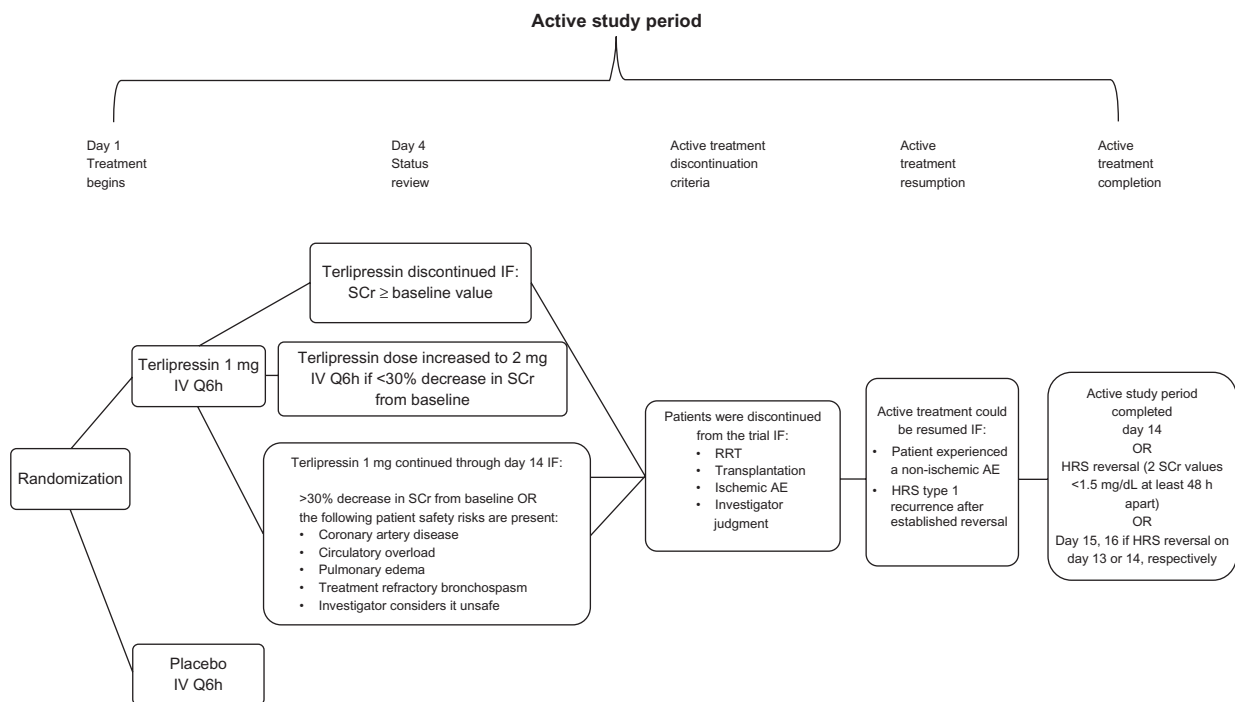 Active study period
Day 1
Treatment
begins
Day 4
Status
review
Active treatment
discontinuation
criteria
Active
treatment
resumption
Active
treatment
completion
Randomization
Terlipressin 1 mg
IV Q6h
Placebo
IV Q6h
Terlipressin discontinued IF:
SCr ≥ baseline value
Terlipressin dose increased to 2 mg
IV Q6h if <30% decrease in SCr
from baseline
Terlipressin 1 mg continued through day 14 IF:
>30% decrease in SCr from baseline OR
the following patient safety risks are present:
• Coronary artery disease
• Circulatory overload
• Pulmonary edema
• Treatment refractory bronchospasm
• Investigator considers it unsafe
Patients were discontinued
from the trial IF:
• RRT
• Transplantation
• Ischemic AE
• Investigator
judgment
Active treatment could
be resumed IF:
• Patient experienced
a non-ischemic AE
• HRS type 1
recurrence after
established reversal
Active study period
completed
day 14
OR
HRS reversal (2 SCr values
<1.5 mg/dL at least 48 h
apart)
OR
Day 15, 16 if HRS reversal on
day 13 or 14, respectively